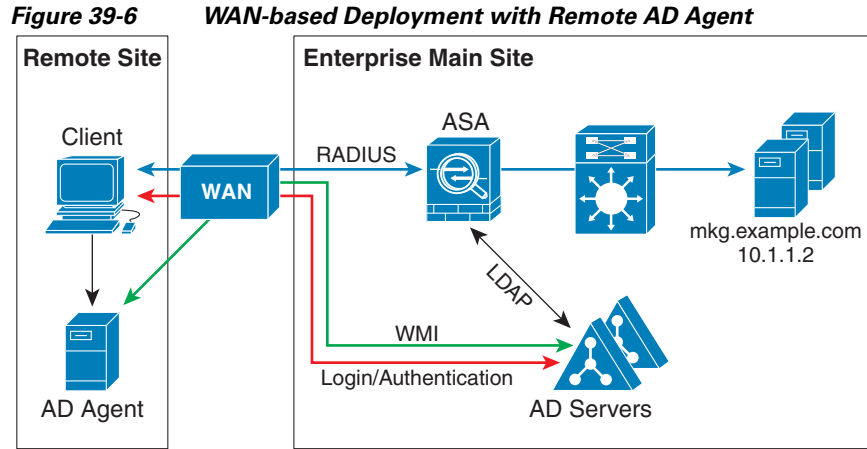 Figure 39-6 WAN-based Deployment with Remote AD Agent
Remote Site
Enterprise Main Site
Client
ASA
RADIUS
WAN
mkg.example.com
10.1.1.2
LDAP
WMI
Login/Authentication
AD Agent
AD Servers